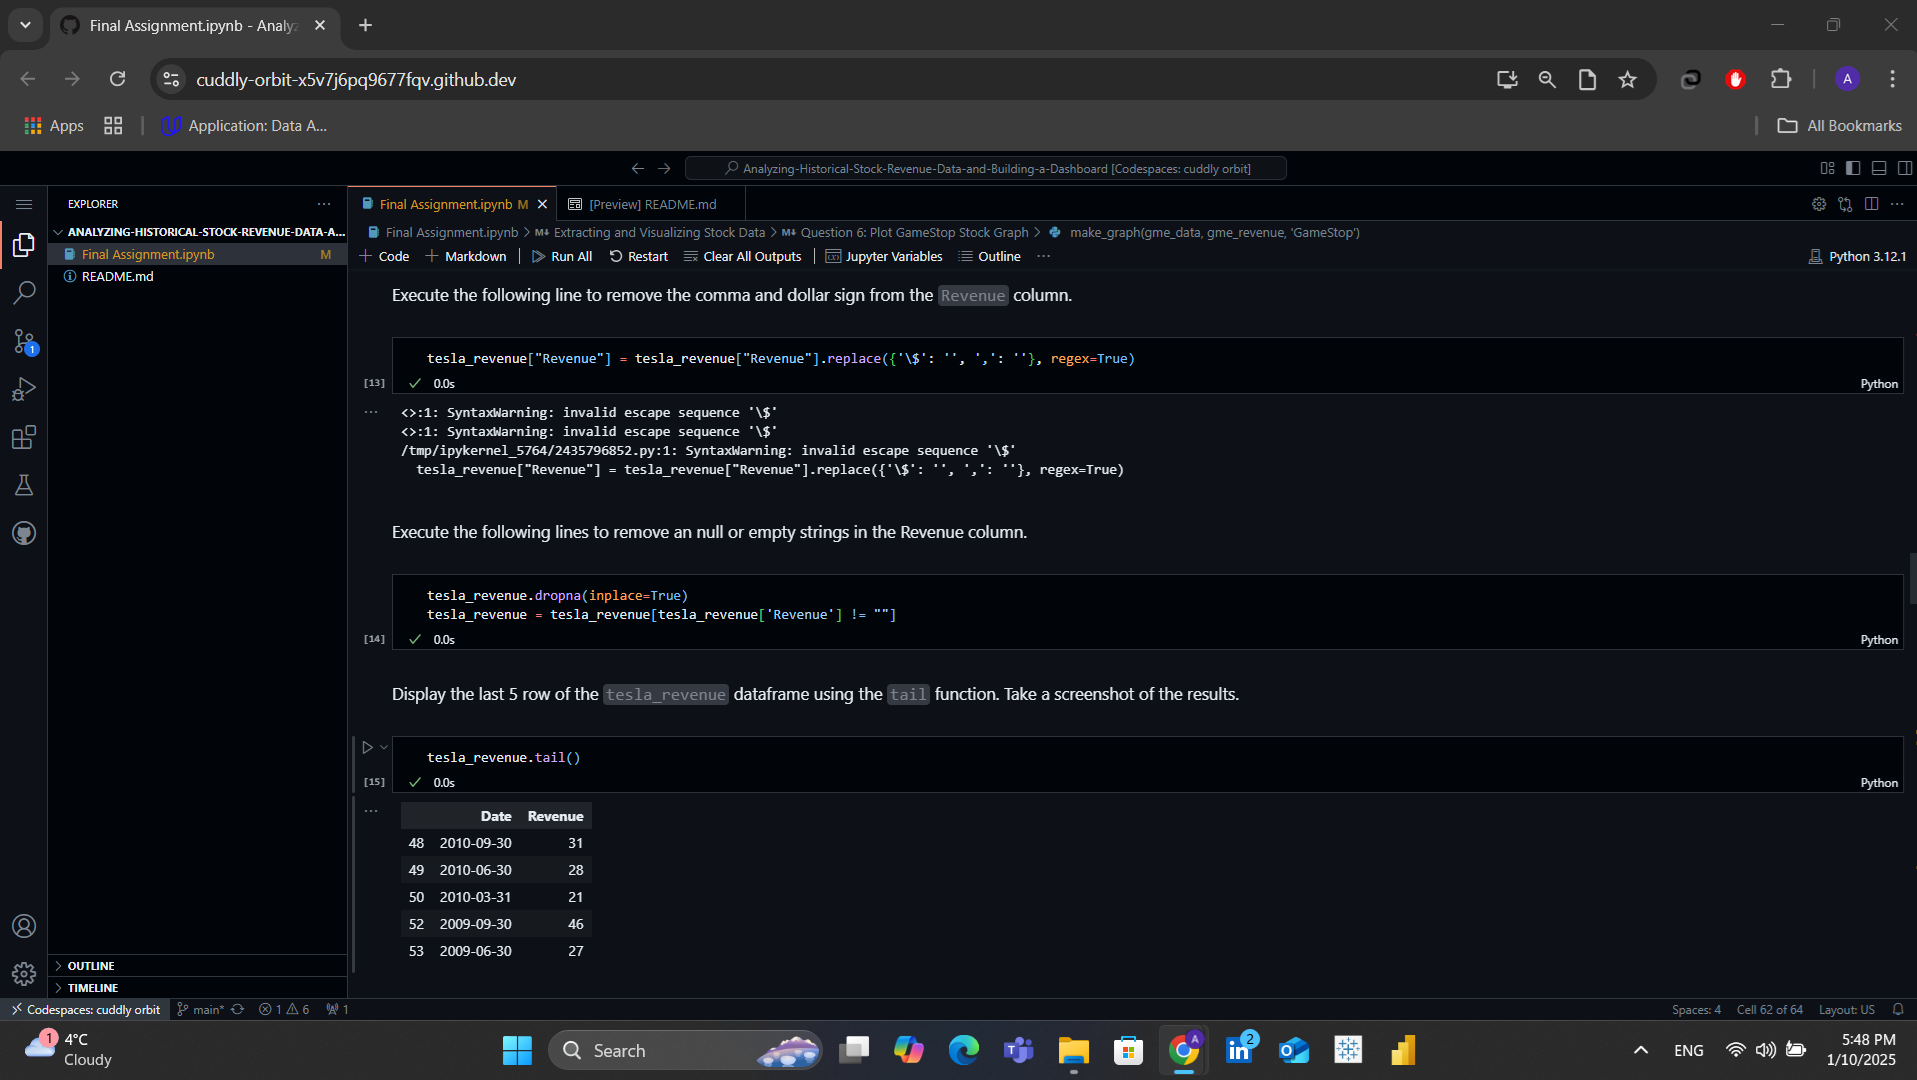 Final Assignment.ipynb - Analyz
cuddly-orbit-x5v7j6pq9677fqv.github.dev
A
Apps
Application: Data A...
All Bookmarks
Analyzing-Historical-Stock-Revenue-Data-and-Building-a-Dashboard [Codespaces: cuddly orbit]
EXPLORER
ANALYZING-HISTORICAL-STOCK-REVENUE-DATA-A...
Final Assignment.ipynb M
README.md
1
OUTLINE
TIMELINE
Final Assignment.ipynb M
[Preview] README.md
Final Assignment.ipynb > M↓ Extracting and Visualizing Stock Data > M↓ Question 6: Plot GameStop Stock Graph > make_graph(gme_data, gme_revenue, 'GameStop')
+ Code + Markdown | Run All Restart Clear All Outputs | Jupyter Variables Outline ...
Python 3.12.1
Execute the following line to remove the comma and dollar sign from the Revenue column.
tesla_revenue["Revenue"] = tesla_revenue["Revenue"].replace({'\$': '', ',': ''}, regex=True)
[13] 0.0s
Python
<>:1: SyntaxWarning: invalid escape sequence '\$'
<>:1: SyntaxWarning: invalid escape sequence '\$'
/tmp/ipykernel_5764/2435796852.py:1: SyntaxWarning: invalid escape sequence '\$'
tesla_revenue["Revenue"] = tesla_revenue["Revenue"].replace({'\$': '', ',': ''}, regex=True)
Execute the following lines to remove an null or empty strings in the Revenue column.
tesla_revenue.dropna(inplace=True)
tesla_revenue = tesla_revenue[tesla_revenue['Revenue'] != ""]
[14] 0.0s
Python
Display the last 5 row of the tesla_revenue dataframe using the tail function. Take a screenshot of the results.
tesla_revenue.tail()
[15] 0.0s
Python
Date Revenue
48 2010-09-30 31
49 2010-06-30 28
50 2010-03-31 21
52 2009-09-30 46
53 2009-06-30 27
Codespaces: cuddly orbit main* 1 6 1
Spaces: 4 Cell 62 of 64 Layout: US
1
4°C
Cloudy
Search
A
2
ENG
5:48 PM
1/10/2025